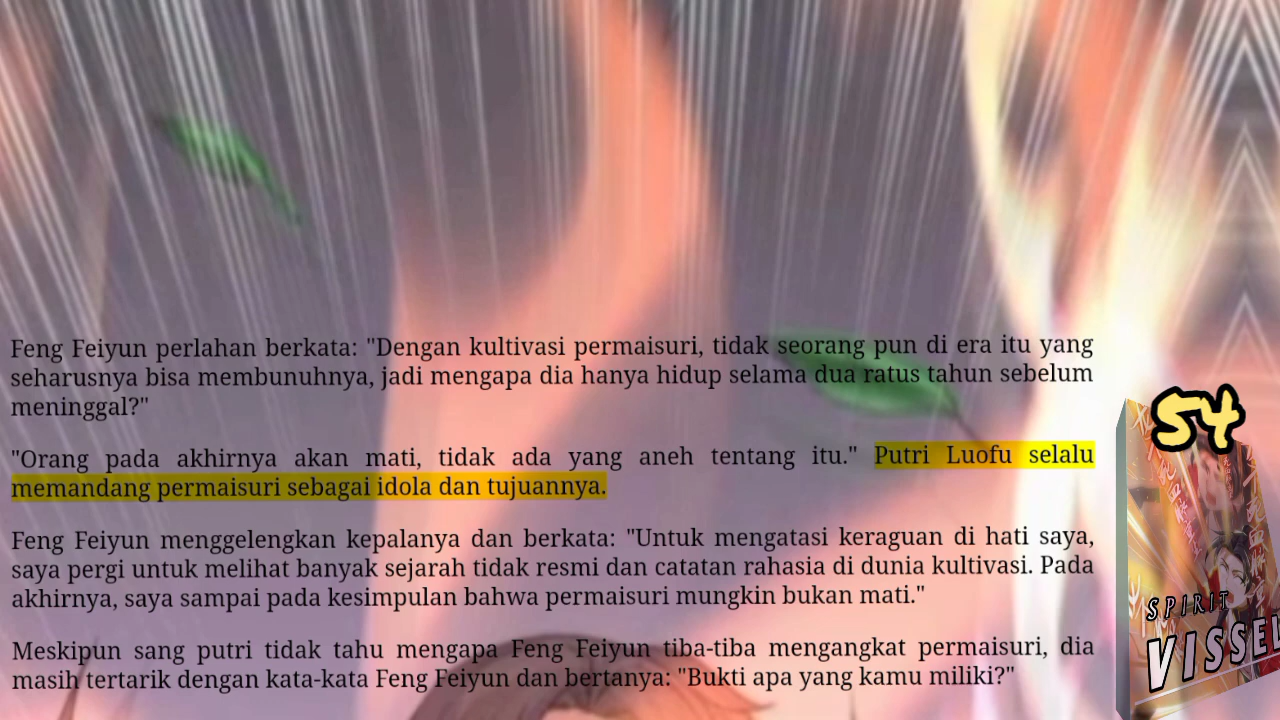 Feng Feiyun perlahan berkata: "Dengan kultivasi permaisuri, tidak seorang pun di era itu yang
seharusnya bisa membunuhnya, jadi mengapa dia hanya hidup selama dua ratus tahun sebelum
meninggal?"
"Orang pada akhirnya akan mati, tidak ada yang aneh tentang itu." Putri Luofu selalu
memandang permaisuri sebagai idola dan tujuannya.
Feng Feiyun menggelengkan kepalanya dan berkata: "Untuk mengatasi keraguan di hati saya,
saya pergi untuk melihat banyak sejarah tidak resmi dan catatan rahasia di dunia kultivasi. Pada
akhirnya, saya sampai pada kesimpulan bahwa permaisuri mungkin bukan mati."
Meskipun sang putri tidak tahu mengapa Feng Feiyun tiba-tiba mengangkat permaisuri, dia
masih tertarik dengan kata-kata Feng Feiyun dan bertanya: "Bukti apa yang kamu miliki?"
54
SPIRIT
VISSEL